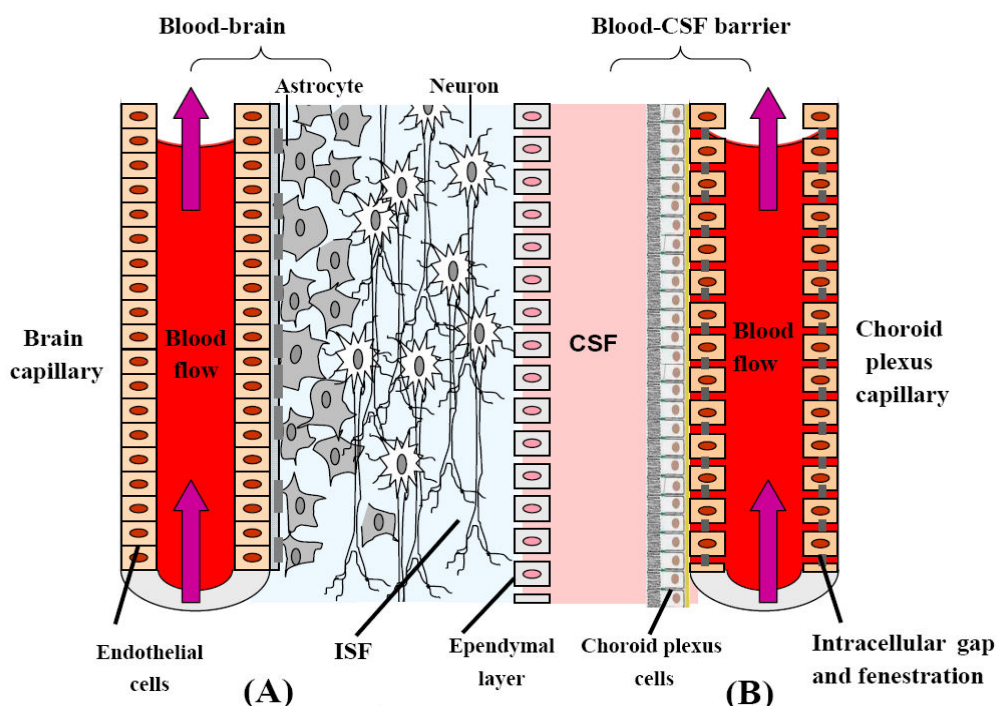 Blood-brain
Blood-CSF barrier
Astrocyte
Neuron
Brain
capillary
Blood
flow
CSF
Blood
flow
Choroid
plexus
capillary
Endothelial
cells
ISF
Ependymal
layer
Choroid plexus
cells
Intracellular gap
and fenestration
(A)
(B)